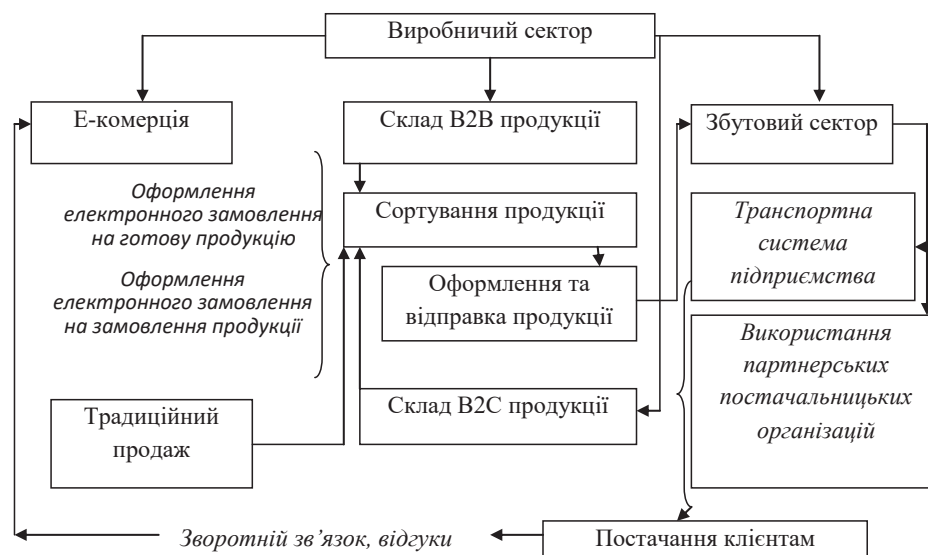 Виробничий сектор
Е-комерція
Склад B2B продукції
Збутовий сектор
Оформлення
електронного замовлення
на готову продукцію
Оформлення
електронного замовлення
на замовлення продукції
Сортування продукції
Транспортна
система
підприємства
Оформлення та
відправка продукції
Використання
партнерських
постачальницьких
організацій
Склад B2C продукції
Традиційний
продаж
Зворотній зв’язок, відгуки
Постачання клієнтам